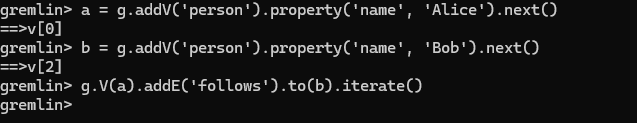 gremlin> a = g.addV('person').property('name', 'Alice').next()
==>v[0]
gremlin> b = g.addV('person').property('name', 'Bob').next()
==>v[2]
gremlin> g.V(a).addE('follows').to(b).iterate()
gremlin>